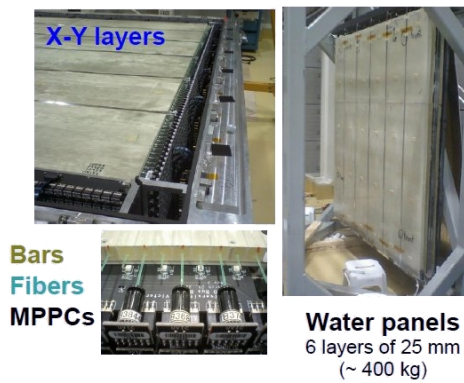 X-Y layers
Bars
Fibers
MPPCs
Water panels
6 layers of 25 mm
(~ 400 kg)